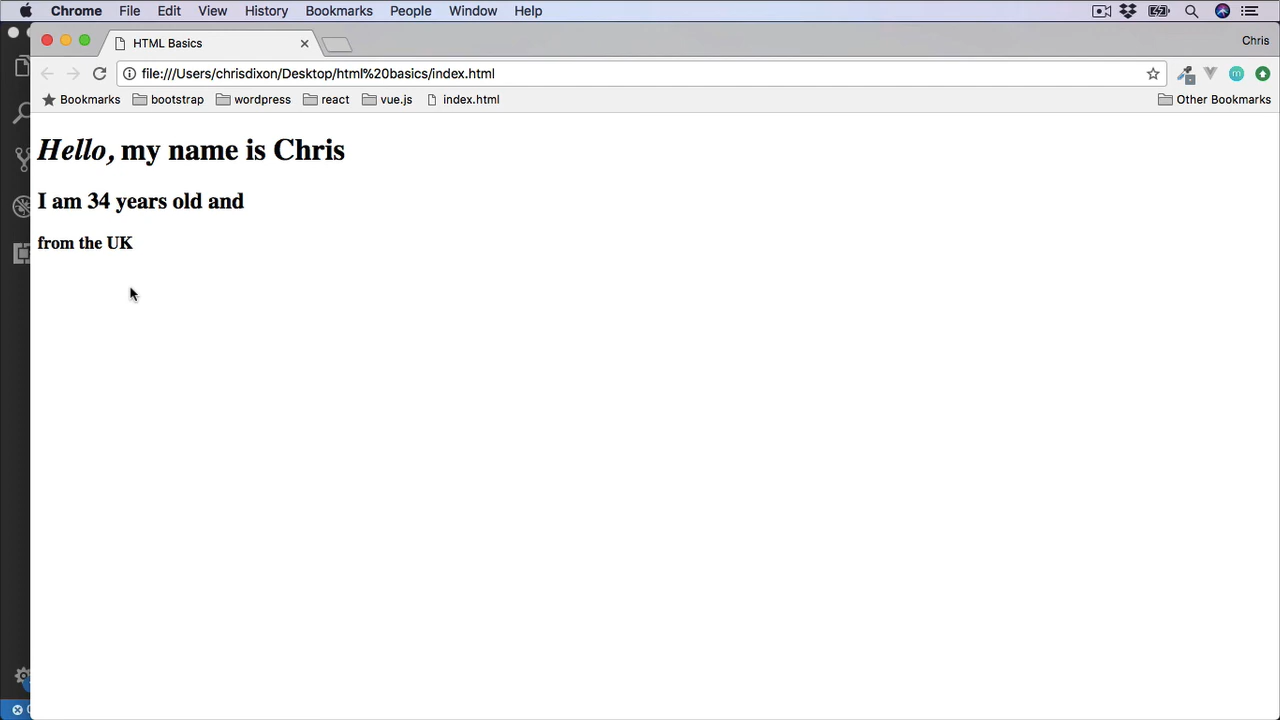 Chrome File Edit View History Bookmarks People Window Help
HTML Basics
Chris
file:///Users/chrisdixon/Desktop/html%20basics/index.html
Bookmarks bootstrap wordpress react vue.js index.html Other Bookmarks
Hello, my name is Chris
I am 34 years old and
from the UK